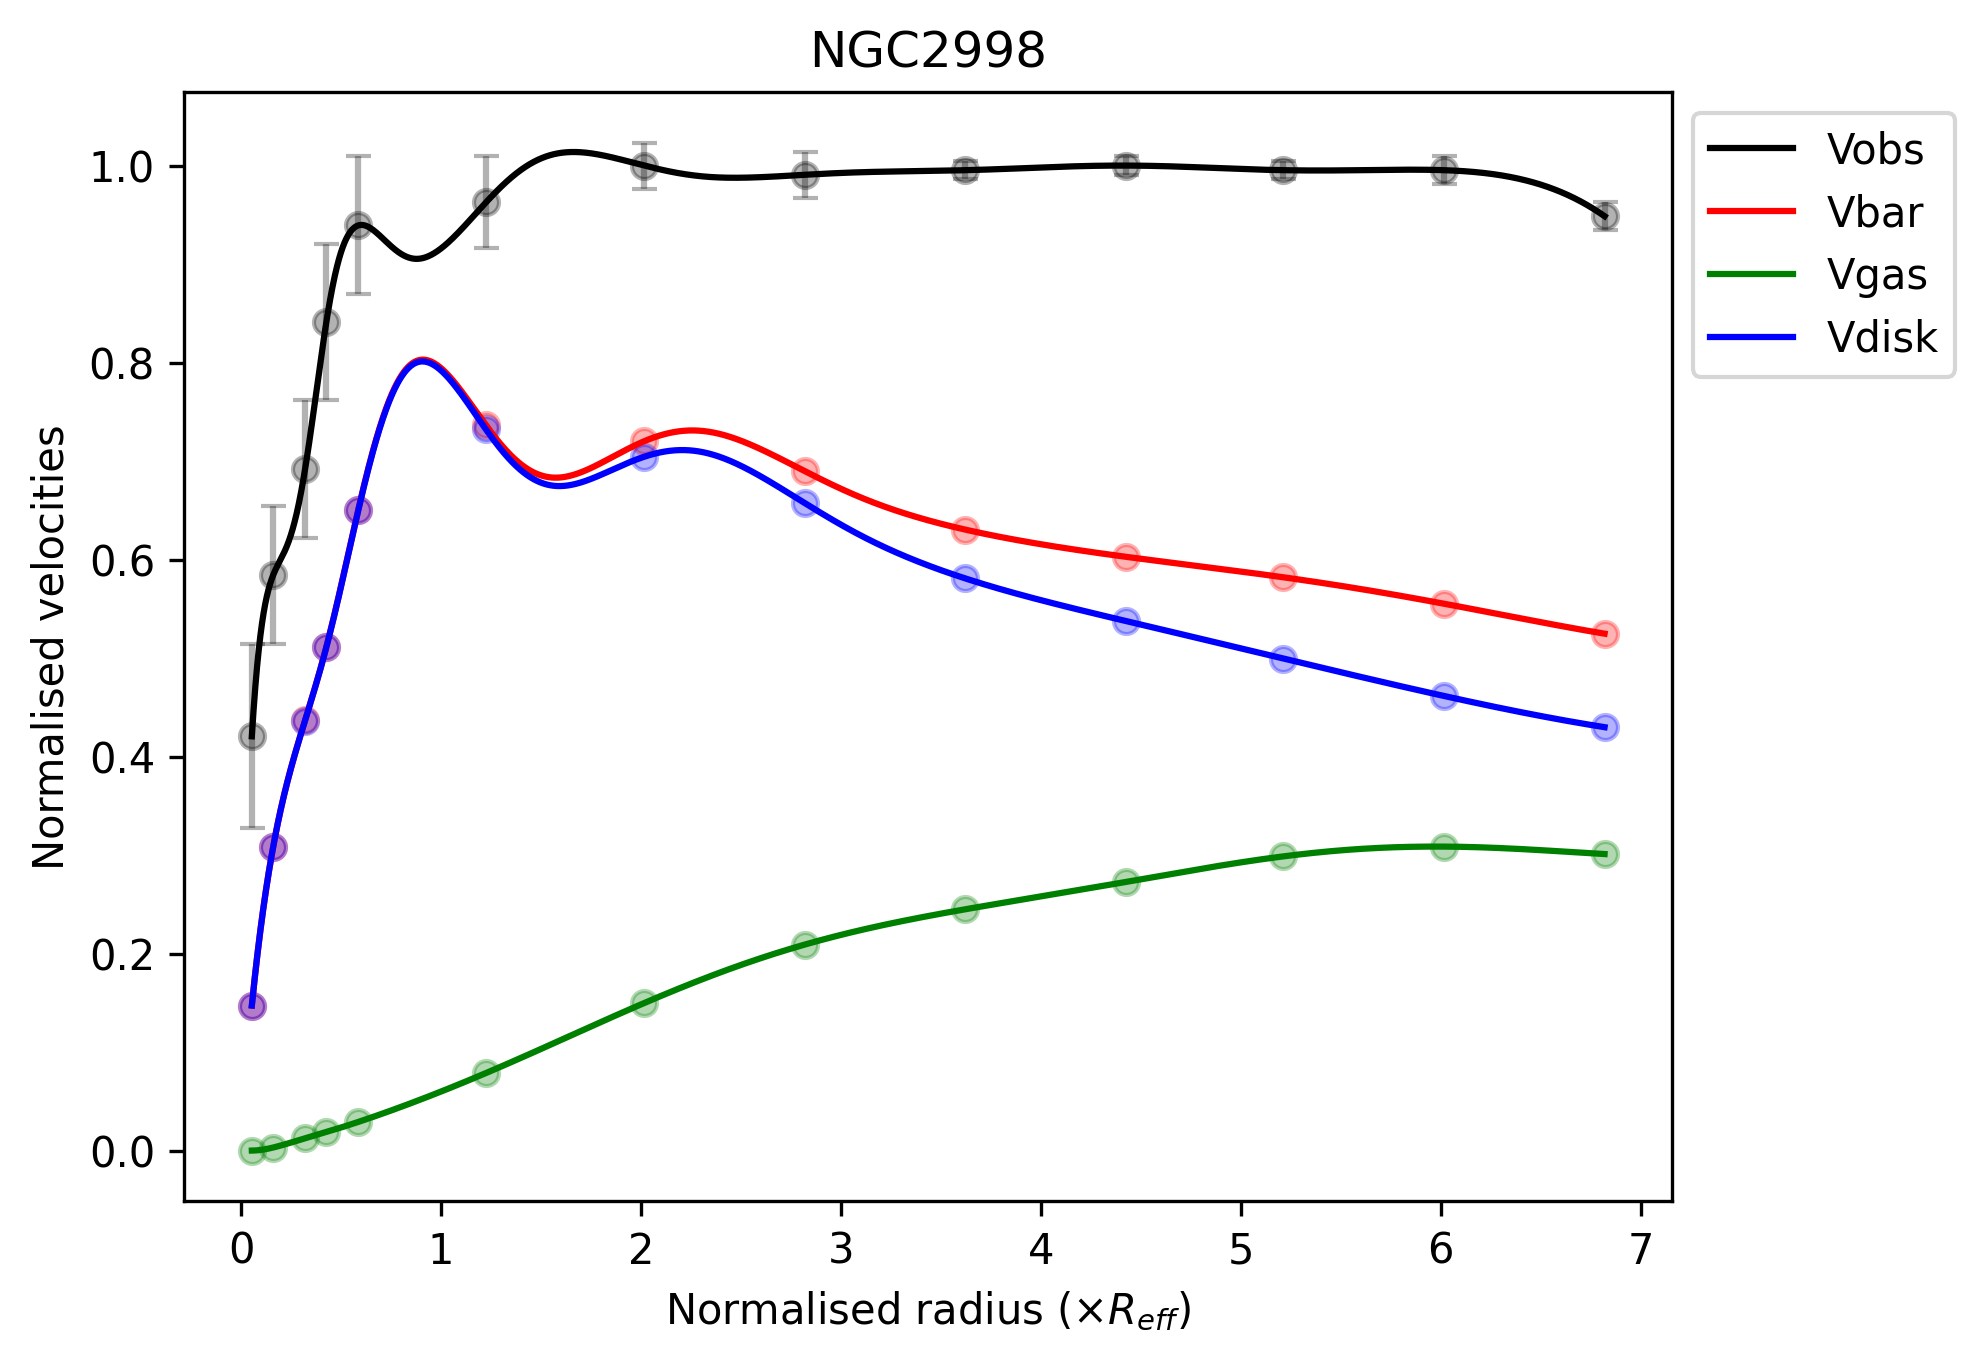 NGC2998
Vobs
Vbar
Vgas
Vdisk
Normalised velocities
1.0
0.8
0.6
0.4
0.2
0.0
0 1 2 3 4 5 6 7
Normalised radius (×R_eff)